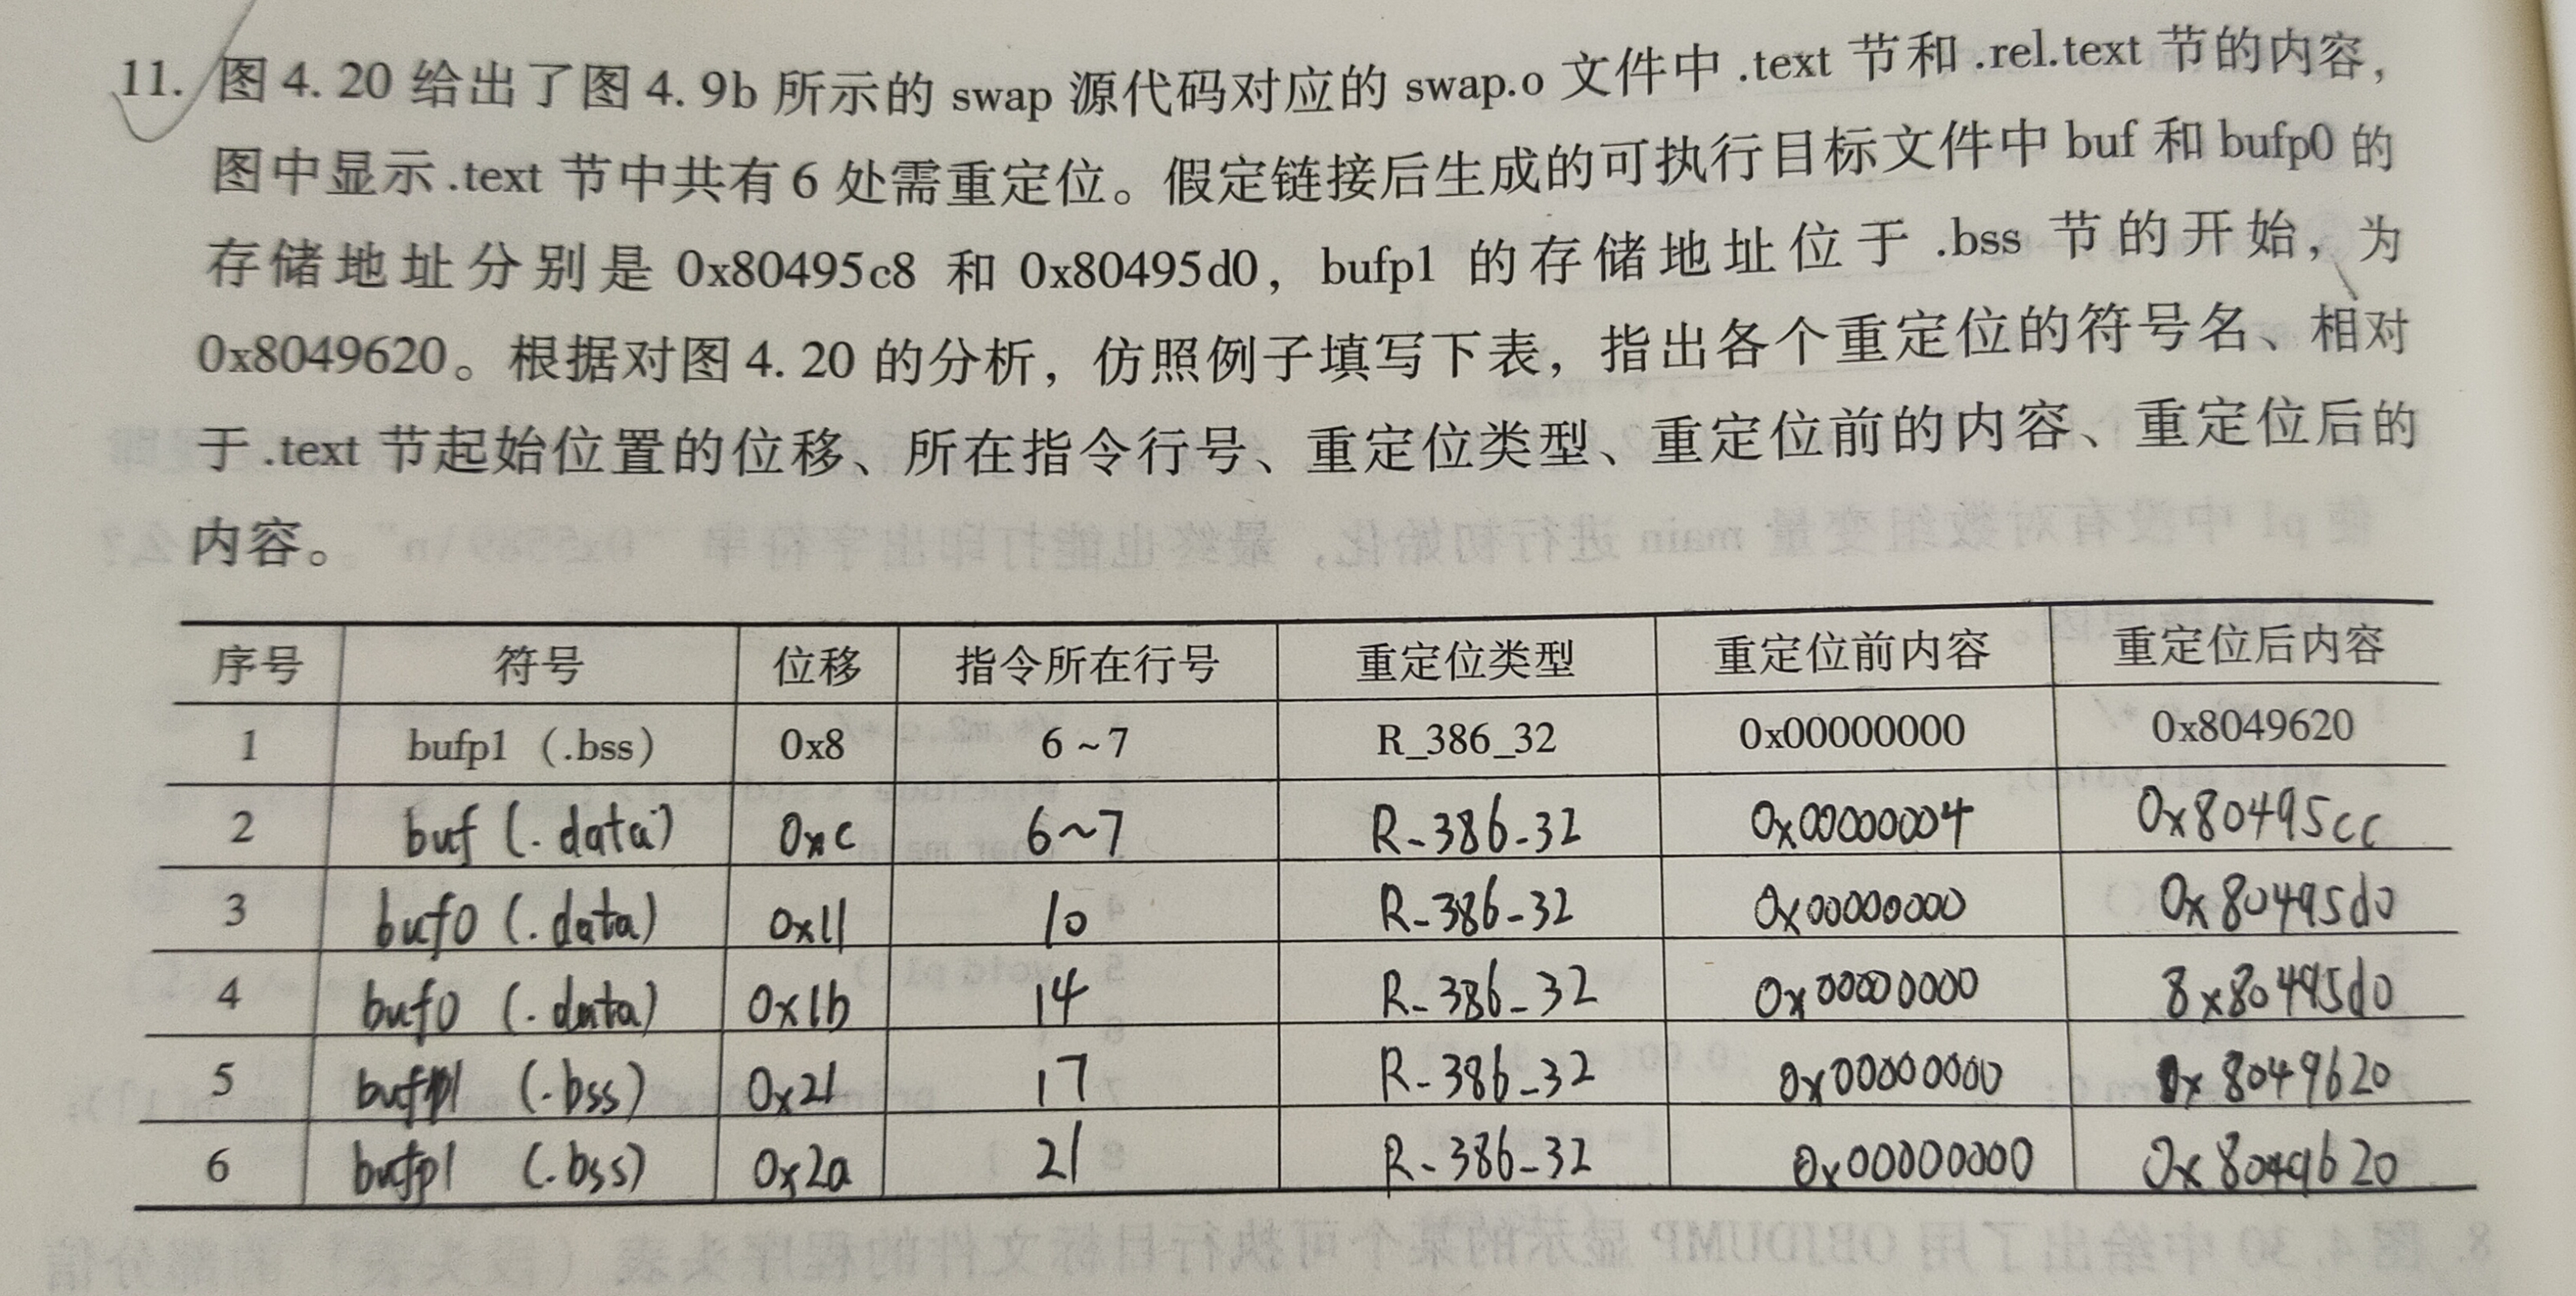 11. 图 4.20 给出了图 4.9b 所示的 swap 源代码对应的 swap.o 文件中 .text 节和 .rel.text 节的内容，
图中显示 .text 节中共有 6 处需重定位。假定链接后生成的可执行目标文件中 buf 和 bufp0 的
存储地址分别是 0x80495c8 和 0x80495d0，bufp1 的存储地址位于 .bss 节的开始，为
0x8049620。根据对图 4.20 的分析，仿照例子填写下表，指出各个重定位的符号名、相对
于 .text 节起始位置的位移、所在指令行号、重定位类型、重定位前的内容、重定位后的
内容。
序号 符号 位移 指令所在行号 重定位类型 重定位前内容 重定位后内容
1 bufp1（.bss） 0x8 6~7 R_386_32 0x00000000 0x8049620
2 buf (.data) 0xc 6~7 R-386-32 0x00000004 0x80495cc
3 buf0 (.data) 0x11 10 R-386-32 0x00000000 0x80495d0
4 buf0 (.data) 0x1b 14 R-386-32 0x00000000 8x80495d0
5 bufp1 (.bss) 0x21 17 R-386-32 0x00000000 0x8049620
6 bufp1 (.bss) 0x2a 21 R-386-32 0x00000000 0x8049620